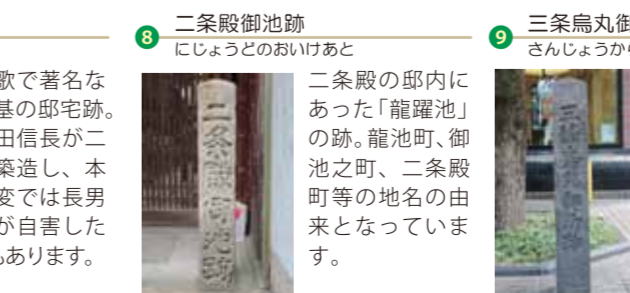 歌で著名な
基の邸宅跡。
田信長が二
築造し、本
変では長男
が自害した
もあります。
8
二条殿御池跡
にじょうどのおいけあと
二条殿御池跡
二条殿の邸内に
あった「龍躍池」
の跡。龍池町、御
池之町、二条殿
町等の地名の由
来となっていま
す。
9
三条烏丸御
さんじょうから